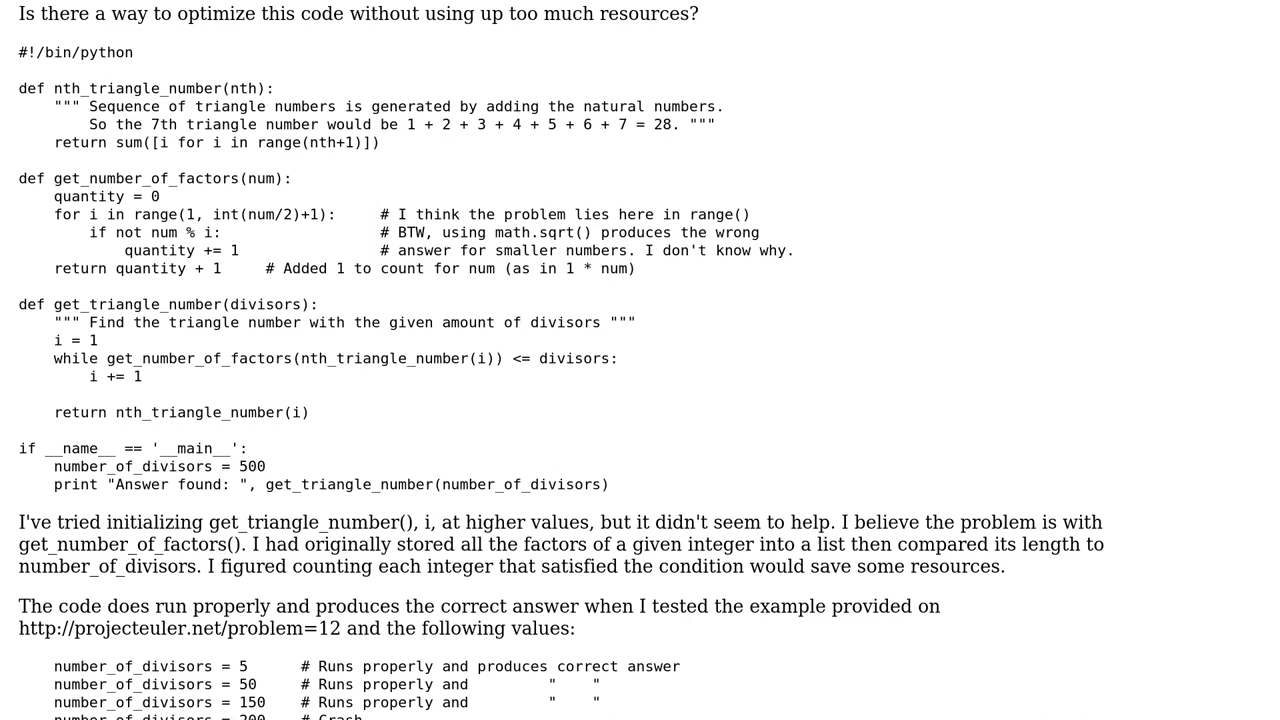 Is there a way to optimize this code without using up too much resources?
#!/bin/python
def nth_triangle_number(nth):
    """ Sequence of triangle numbers is generated by adding the natural numbers.
        So the 7th triangle number would be 1 + 2 + 3 + 4 + 5 + 6 + 7 = 28. """
    return sum([i for i in range(nth+1)])
def get_number_of_factors(num):
    quantity = 0
    for i in range(1, int(num/2)+1):     # I think the problem lies here in range()
        if not num % i:                  # BTW, using math.sqrt() produces the wrong
            quantity += 1                # answer for smaller numbers. I don't know why.
    return quantity + 1     # Added 1 to count for num (as in 1 * num)
def get_triangle_number(divisors):
    """ Find the triangle number with the given amount of divisors """
    i = 1
    while get_number_of_factors(nth_triangle_number(i)) <= divisors:
        i += 1
    return nth_triangle_number(i)
if __name__ == '__main__':
    number_of_divisors = 500
    print "Answer found: ", get_triangle_number(number_of_divisors)
I've tried initializing get_triangle_number(), i, at higher values, but it didn't seem to help. I believe the problem is with
get_number_of_factors(). I had originally stored all the factors of a given integer into a list then compared its length to
number_of_divisors. I figured counting each integer that satisfied the condition would save some resources.
The code does run properly and produces the correct answer when I tested the example provided on
http://projecteuler.net/problem=12 and the following values:
    number_of_divisors = 5      # Runs properly and produces correct answer
    number_of_divisors = 50     # Runs properly and         "    "
    number_of_divisors = 150    # Runs properly and         "    "
    number_of_divisors = 200    # Crash